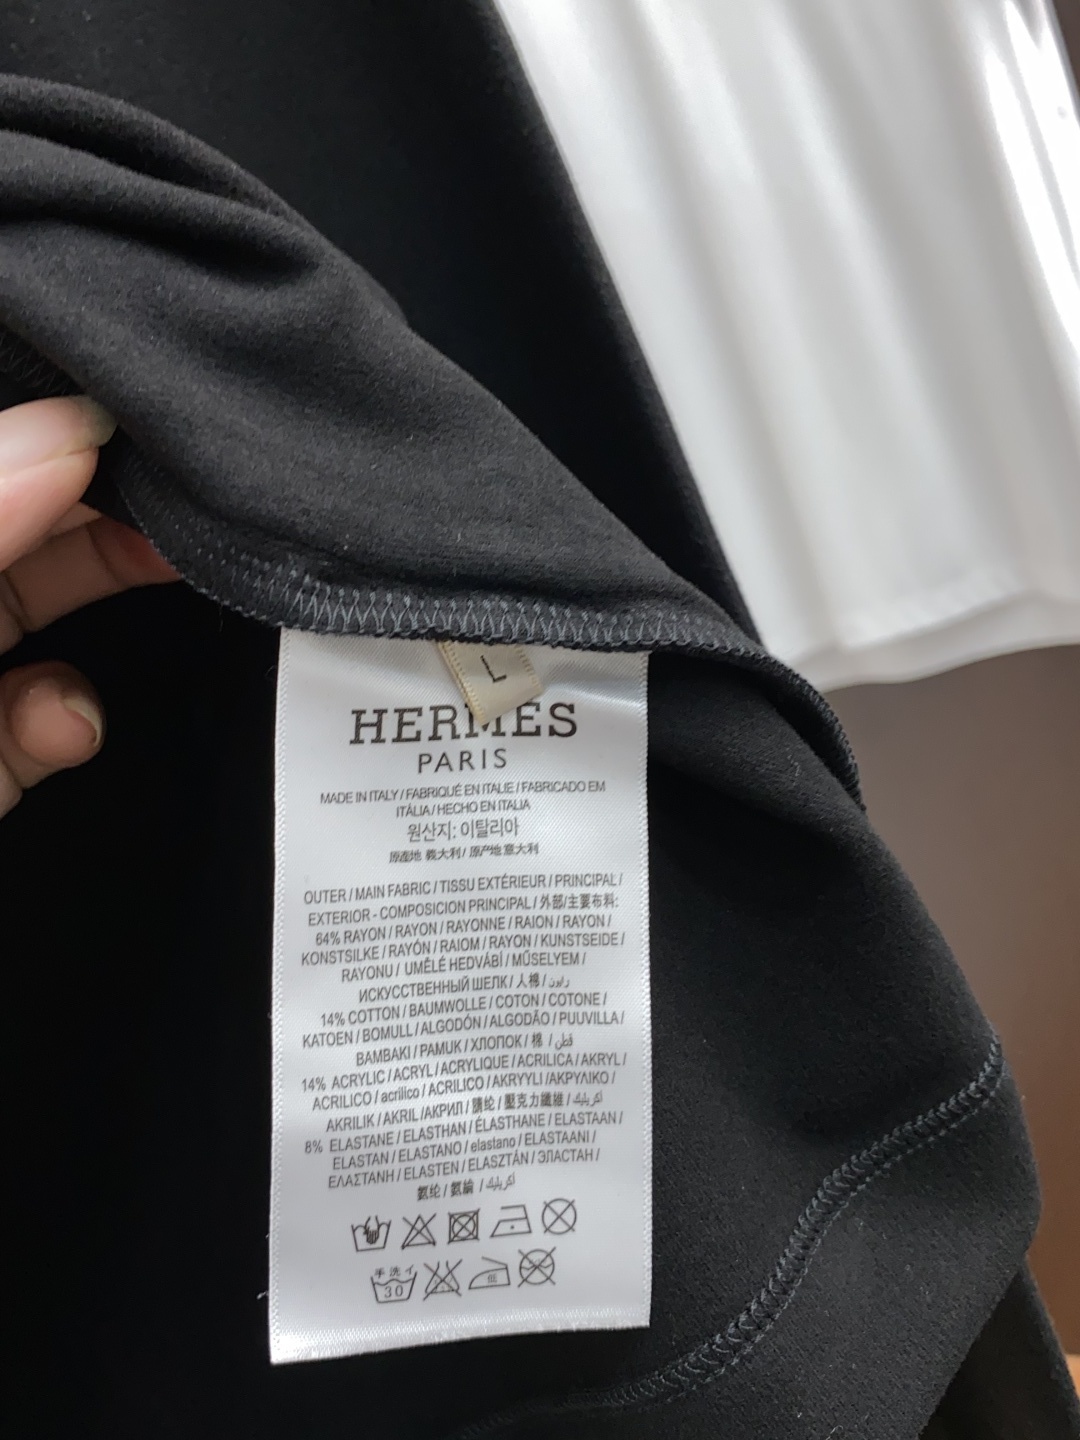 L
HERMÈS
PARIS
MADE IN ITALY / FABRIQUÉ EN ITALIE / FABRICADO EM
ITÁLIA / HECHO EN ITALIA
원산지: 이탈리아
原産地 義大利 / 原产地 意大利
OUTER / MAIN FABRIC / TISSU EXTÉRIEUR / PRINCIPAL /
EXTERIOR - COMPOSICION PRINCIPAL / 外部/主要布料:
64% RAYON / RAYON / RAYONNE / RAION / RAYON /
KONSTSILKE / RAYÓN / RAIOM / RAYON / KUNSTSEIDE /
RAYONU / UMĚLÉ HEDVÁBÍ / MŰSELYEM /
ИСКУССТВЕННЫЙ ШЕЛК / 人棉 / رايون
14% COTTON / BAUMWOLLE / COTON / COTONE /
KATOEN / BOMULL / ALGODÓN / ALGODÃO / PUUVILLA /
BAMBAKI / PAMUK / ХЛОПОК / 棉 / قطن
14% ACRYLIC / ACRYL / ACRYLIQUE / ACRILICA / AKRYL /
ACRILICO / acrilico / ACRILICO / AKRYYLI /ΑΚΡΥΛΙΚΟ /
AKRILIK / AKRIL /АКРИЛ / 腈纶 / 壓克力纖維 / أكريليك
8% ELASTANE / ELASTHAN / ÉLASTHANE / ELASTAAN /
ELASTAN / ELASTANO / elastano / ELASTAANI /
ΕΛΑΣΤΑΝΗ / ELASTEN / ELASZTÁN / ЭЛАСТАН /
氨纶 / 氨綸 / أكريليك
手 洗 イ
30
低